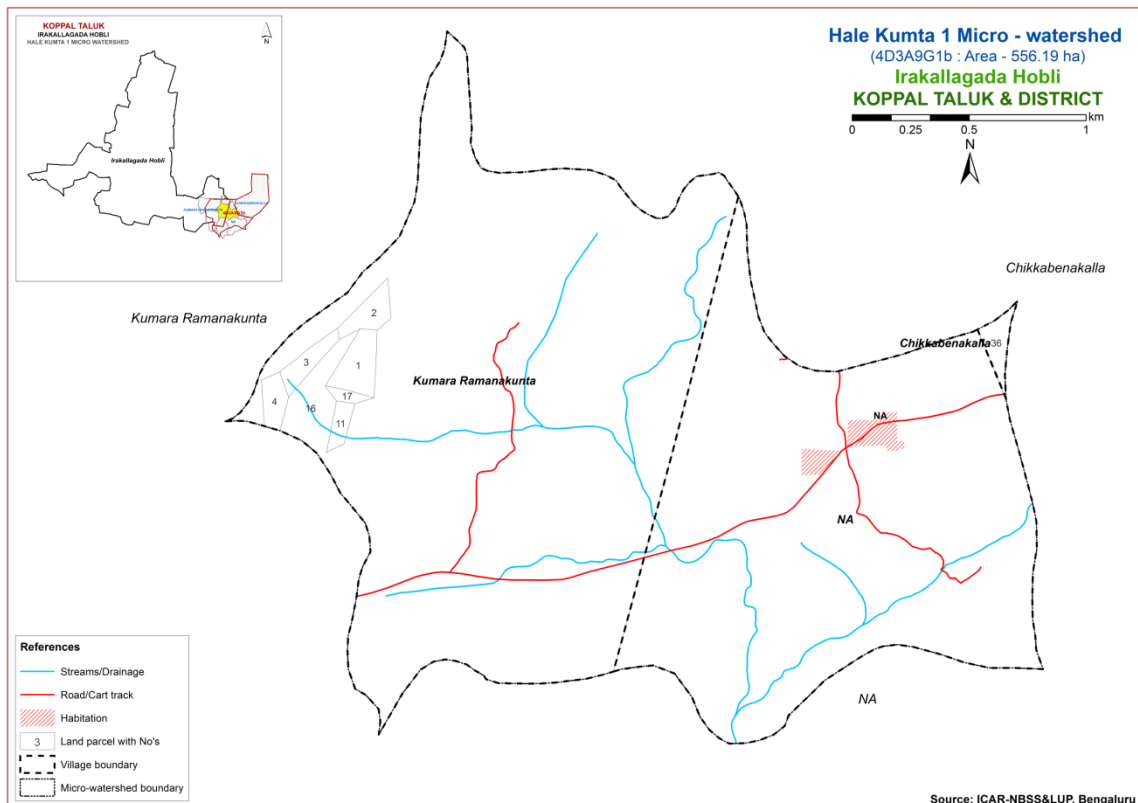 KOPPAL TALUK
IRAKALLAGADA HOBLI
HALE KUMTA 1 MICRO WATERSHED
N
Irakallagada Hobli
Hale Kumta 1 Micro - watershed
(4D3A9G1b : Area - 556.19 ha)
Irakallagada Hobli
KOPPAL TALUK & DISTRICT
km
0 0.25 0.5 1
N
Chikkabenakalla
Kumara Ramanakunta
2
3
1
Chikkabenakalla
36
Kumara Ramanakunta
4
17
16
11
NA
NA
NA
References
Streams/Drainage
Road/Cart track
Habitation
3 Land parcel with No's
Village boundary
Micro-watershed boundary
Source: ICAR-NBSS&LUP, Bengaluru